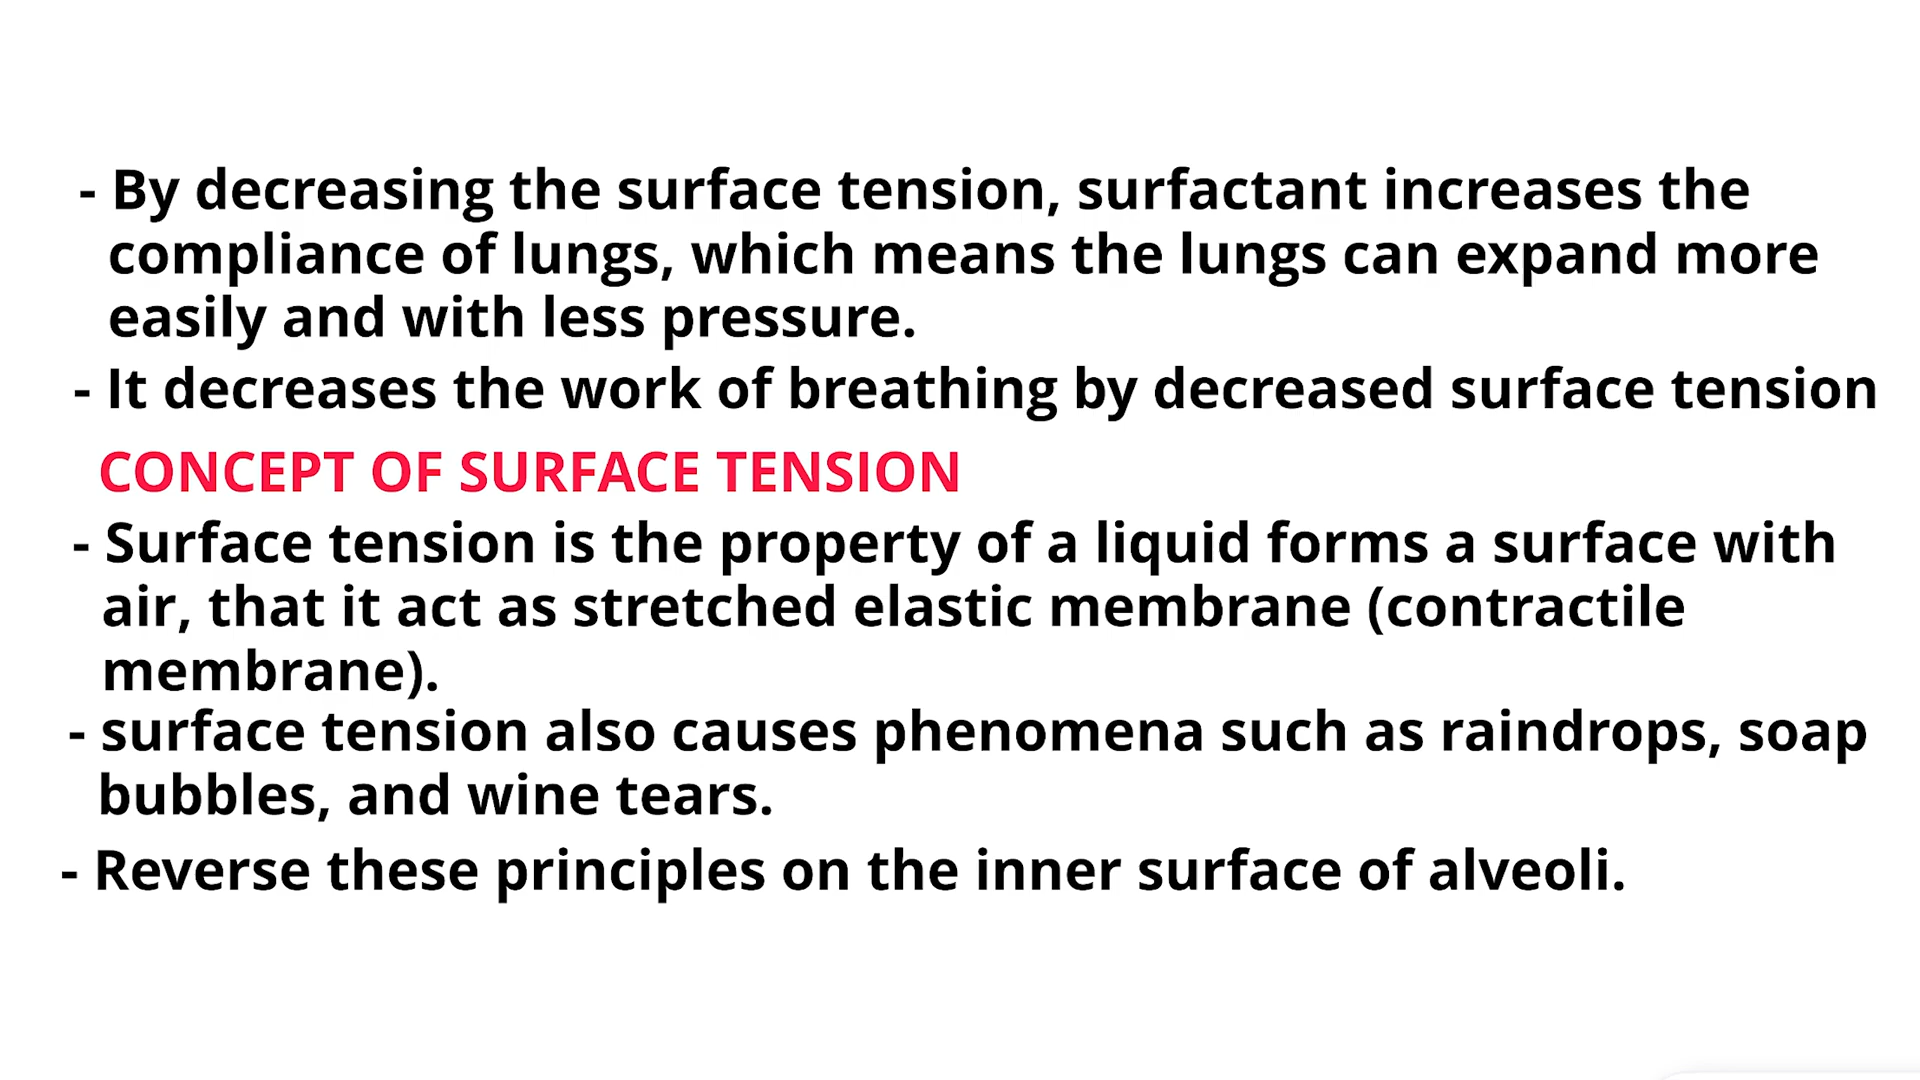 - By decreasing the surface tension, surfactant increases the
compliance of lungs, which means the lungs can expand more
easily and with less pressure.
- It decreases the work of breathing by decreased surface tension
CONCEPT OF SURFACE TENSION
- Surface tension is the property of a liquid forms a surface with
air, that it act as stretched elastic membrane (contractile
membrane).
- surface tension also causes phenomena such as raindrops, soap
bubbles, and wine tears.
- Reverse these principles on the inner surface of alveoli.